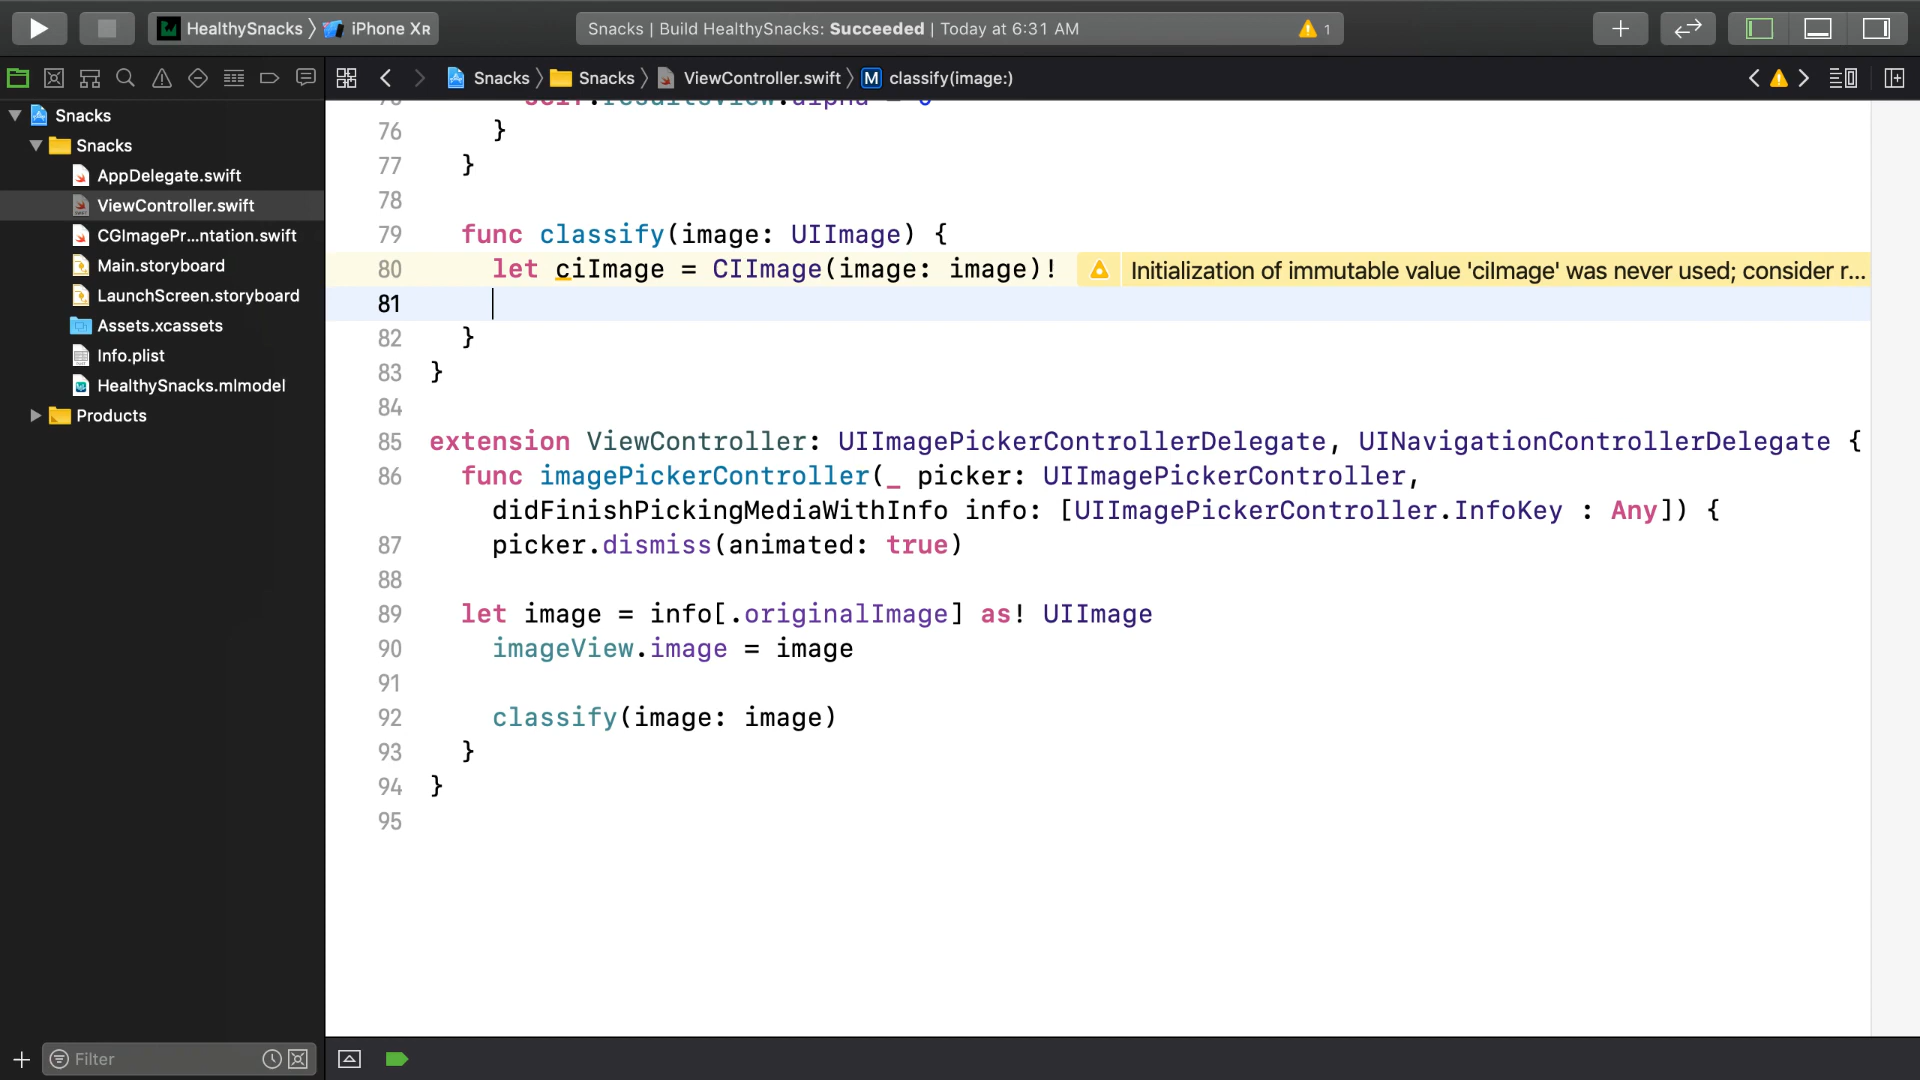 HealthySnacks iPhone XR
Snacks | Build HealthySnacks: Succeeded | Today at 6:31 AM
1
Snacks Snacks ViewController.swift M classify(image:)
Snacks
Snacks
AppDelegate.swift
ViewController.swift
CGImagePr...ntation.swift
Main.storyboard
LaunchScreen.storyboard
Assets.xcassets
Info.plist
HealthySnacks.mlmodel
Products
Filter
self.resultsView.alpha = 0
76 }
77 }
78
79 func classify(image: UIImage) {
80 let ciImage = CIImage(image: image)! Initialization of immutable value 'ciImage' was never used; consider r...
81
82 }
83 }
84
85 extension ViewController: UIImagePickerControllerDelegate, UINavigationControllerDelegate {
86 func imagePickerController(_ picker: UIImagePickerController,
didFinishPickingMediaWithInfo info: [UIImagePickerController.InfoKey : Any]) {
87 picker.dismiss(animated: true)
88
89 let image = info[.originalImage] as! UIImage
90 imageView.image = image
91
92 classify(image: image)
93 }
94 }
95